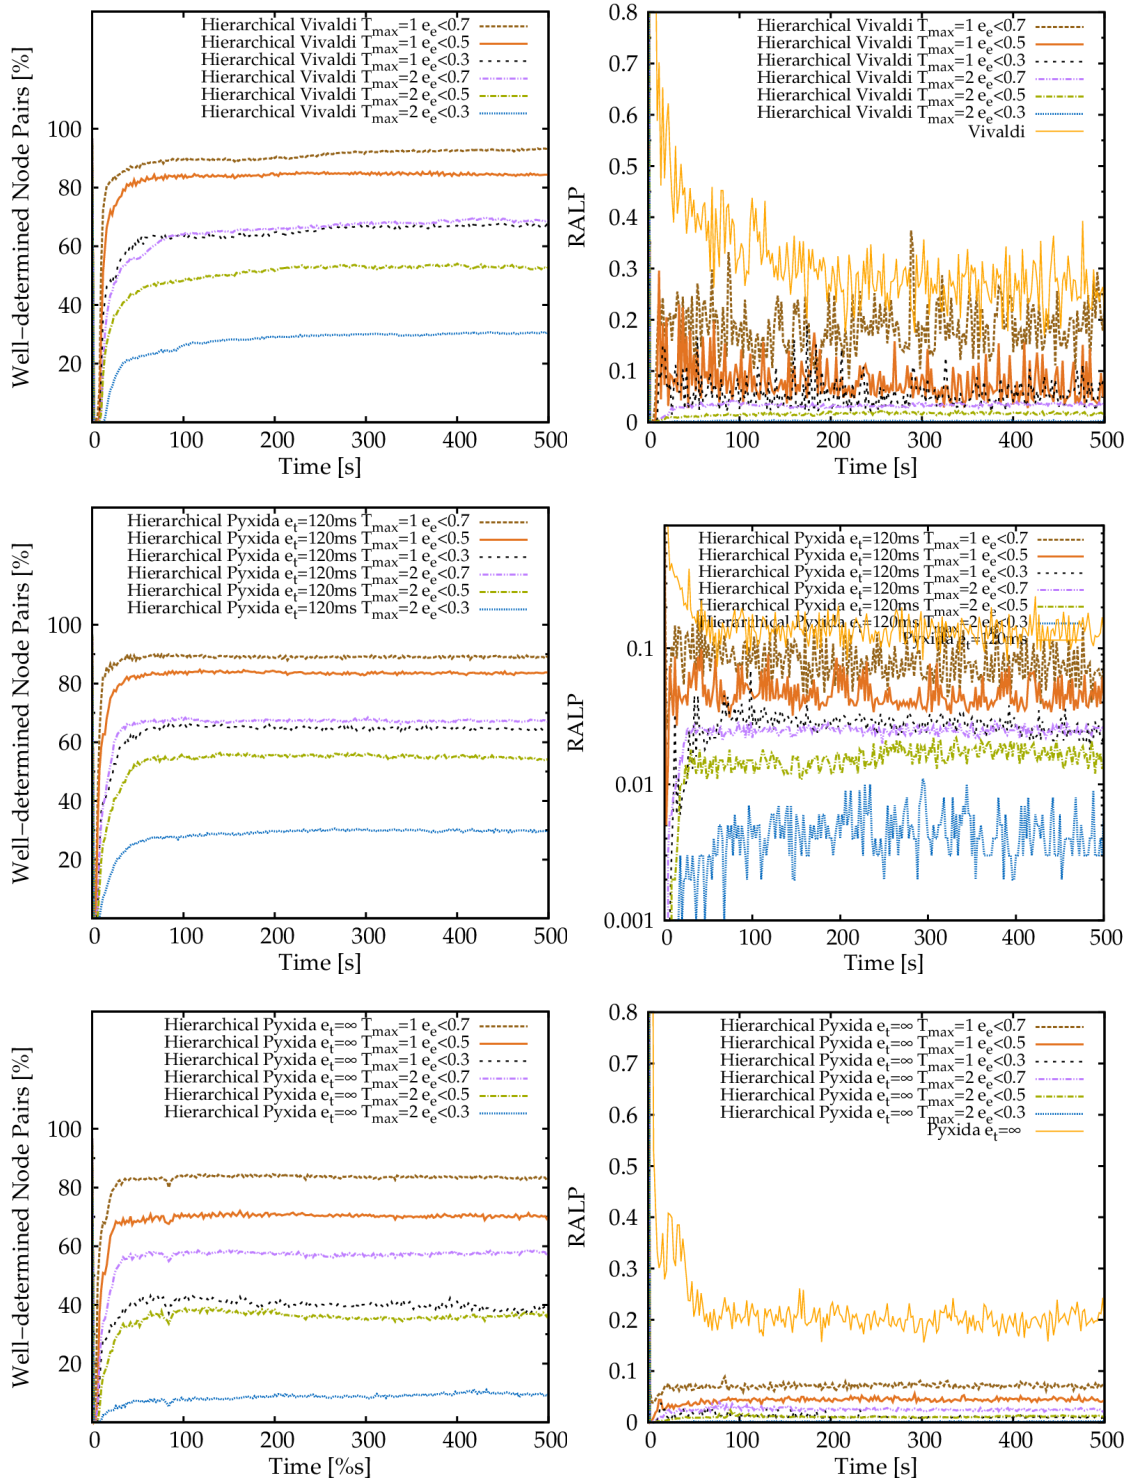 Well-determined Node Pairs [%]
Hierarchical Vivaldi Tmax=1 ee<0.7
Hierarchical Vivaldi Tmax=1 ee<0.5
Hierarchical Vivaldi Tmax=1 ee<0.3
Hierarchical Vivaldi Tmax=2 ee<0.7
Hierarchical Vivaldi Tmax=2 ee<0.5
Hierarchical Vivaldi Tmax=2 ee<0.3
100
80
60
40
20
0 100 200 300 400 500
Time [s]
RALP
Hierarchical Vivaldi Tmax=1 ee<0.7
Hierarchical Vivaldi Tmax=1 ee<0.5
Hierarchical Vivaldi Tmax=1 ee<0.3
Hierarchical Vivaldi Tmax=2 ee<0.7
Hierarchical Vivaldi Tmax=2 ee<0.5
Hierarchical Vivaldi Tmax=2 ee<0.3
Vivaldi
0.8
0.7
0.6
0.5
0.4
0.3
0.2
0.1
0
0 100 200 300 400 500
Time [s]
Well-determined Node Pairs [%]
Hierarchical Pyxida et=120ms Tmax=1 ee<0.7
Hierarchical Pyxida et=120ms Tmax=1 ee<0.5
Hierarchical Pyxida et=120ms Tmax=1 ee<0.3
Hierarchical Pyxida et=120ms Tmax=2 ee<0.7
Hierarchical Pyxida et=120ms Tmax=2 ee<0.5
Hierarchical Pyxida et=120ms Tmax=2 ee<0.3
100
80
60
40
20
0 100 200 300 400 500
Time [s]
RALP
Hierarchical Pyxida et=120ms Tmax=1 ee<0.7
Hierarchical Pyxida et=120ms Tmax=1 ee<0.5
Hierarchical Pyxida et=120ms Tmax=1 ee<0.3
Hierarchical Pyxida et=120ms Tmax=2 ee<0.7
Hierarchical Pyxida et=120ms Tmax=2 ee<0.5
Hierarchical Pyxida et=120ms Tmax=2 ee<0.3
Pyxida et=120ms
0.1
0.01
0.001
0 100 200 300 400 500
Time [s]
Well-determined Node Pairs [%]
Hierarchical Pyxida et=∞ Tmax=1 ee<0.7
Hierarchical Pyxida et=∞ Tmax=1 ee<0.5
Hierarchical Pyxida et=∞ Tmax=1 ee<0.3
Hierarchical Pyxida et=∞ Tmax=2 ee<0.7
Hierarchical Pyxida et=∞ Tmax=2 ee<0.5
Hierarchical Pyxida et=∞ Tmax=2 ee<0.3
100
80
60
40
20
0 100 200 300 400 500
Time [%s]
RALP
Hierarchical Pyxida et=∞ Tmax=1 ee<0.7
Hierarchical Pyxida et=∞ Tmax=1 ee<0.5
Hierarchical Pyxida et=∞ Tmax=1 ee<0.3
Hierarchical Pyxida et=∞ Tmax=2 ee<0.7
Hierarchical Pyxida et=∞ Tmax=2 ee<0.5
Hierarchical Pyxida et=∞ Tmax=2 ee<0.3
Pyxida et=∞
0.8
0.7
0.6
0.5
0.4
0.3
0.2
0.1
0
0 100 200 300 400 500
Time [s]